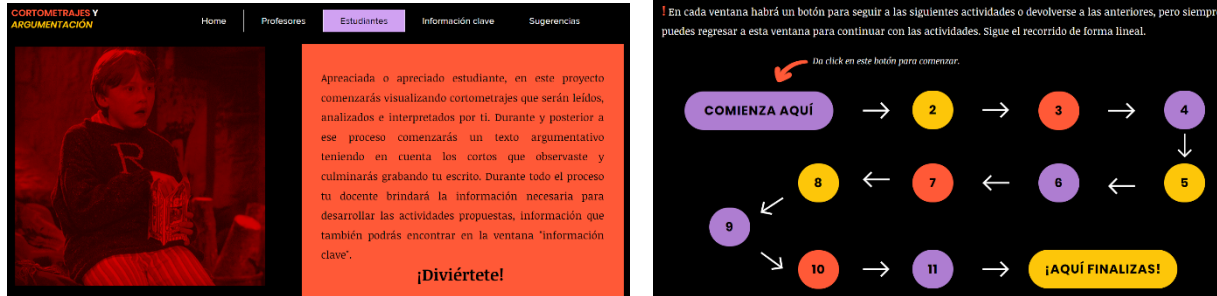 CORTOMETRAJES Y
ARGUMENTACIÓN
Home
Profesores
Estudiantes
Información clave
Sugerencias
R
Apreaciada o apreciado estudiante, en este proyecto
comenzarás visualizando cortometrajes que serán leídos,
analizados e interpretados por ti. Durante y posterior a
ese proceso comenzarás un texto argumentativo
teniendo en cuenta los cortos que observaste y
culminarás grabando tu escrito. Durante todo el proceso
tu docente brindará la información necesaria para
desarrollar las actividades propuestas, información que
también podrás encontrar en la ventana "información
clave".
¡Diviértete!
! En cada ventana habrá un botón para seguir a las siguientes actividades o devolverse a las anteriores, pero siempre
puedes regresar a esta ventana para continuar con las actividades. Sigue el recorrido de forma lineal.
Da click en este botón para comenzar.
COMIENZA AQUÍ
2
3
4
5
6
7
8
9
10
11
¡AQUÍ FINALIZAS!